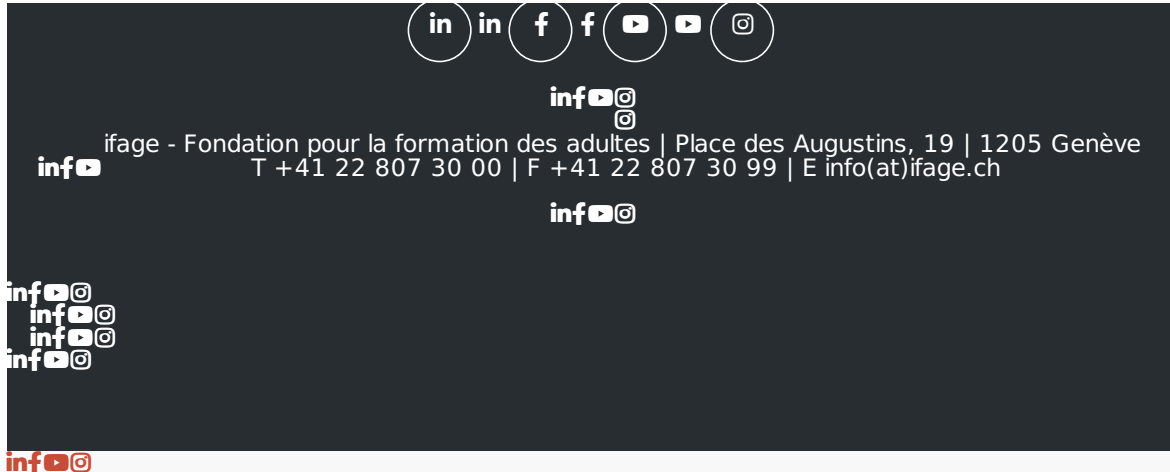 ifage - Fondation pour la formation des adultes | Place des Augustins, 19 | 1205 Genève
T +41 22 807 30 00 | F +41 22 807 30 99 | E info(at)ifage.ch